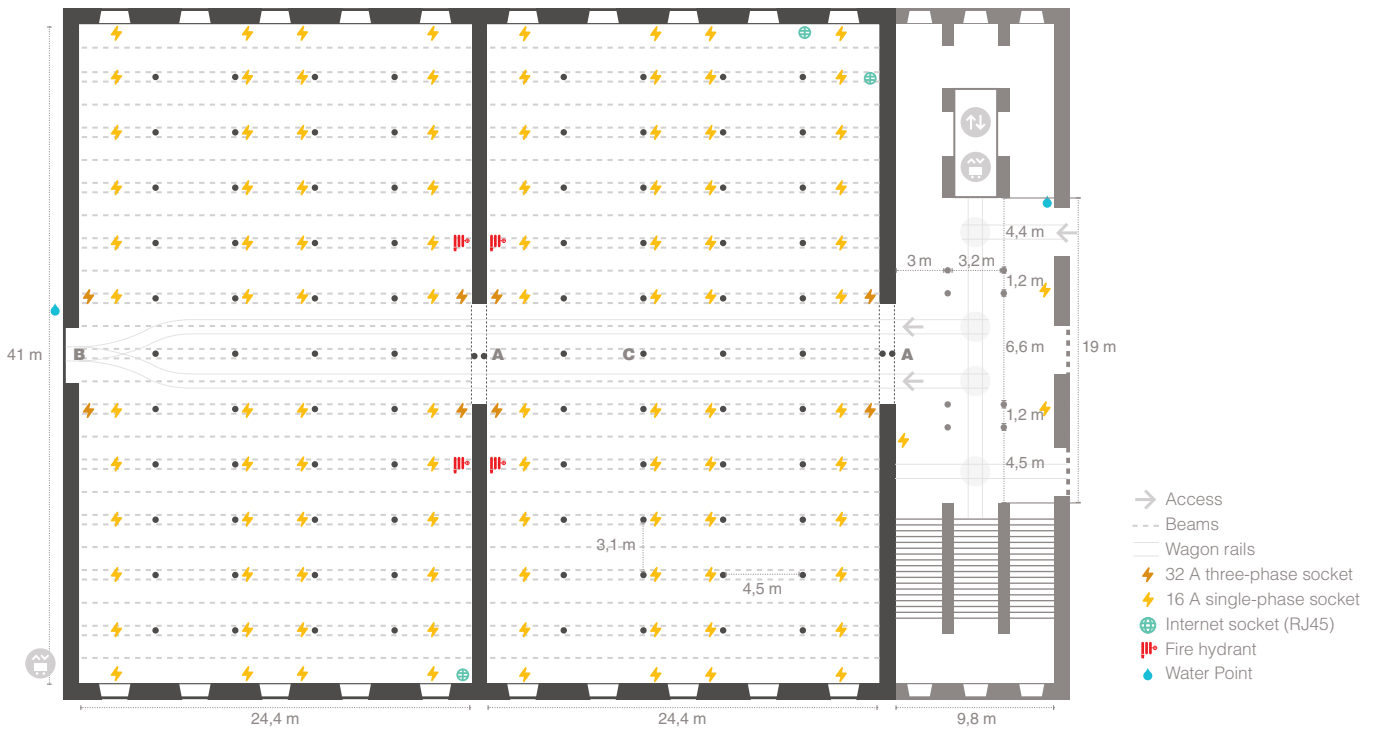 4,4 m
3 m
3,2 m
1,2 m
41 m
B
A
C
A
6,6 m
19 m
1,2 m
4,5 m
3,1 m
4,5 m
Access
Beams
Wagon rails
32 A three-phase socket
16 A single-phase socket
Internet socket (RJ45)
Fire hydrant
Water Point
24,4 m
24,4 m
9,8 m